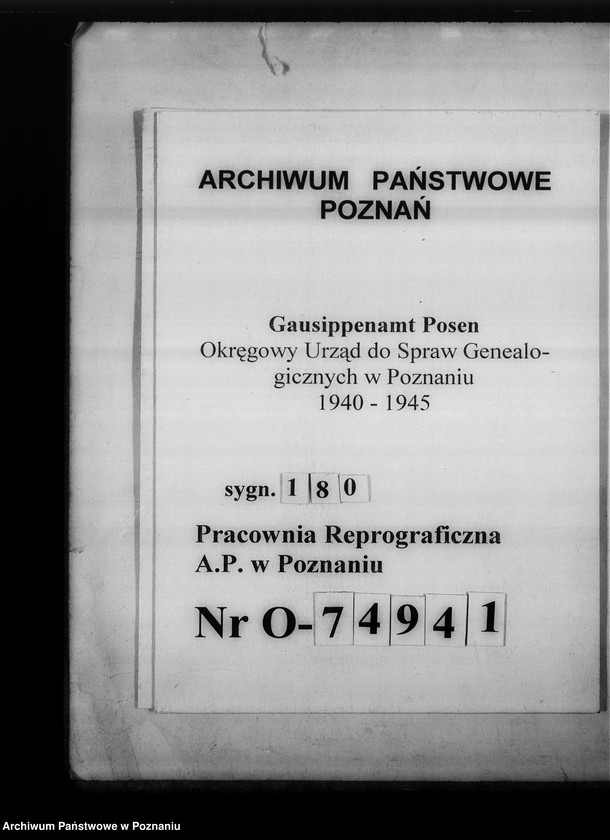 ARCHIWUM PAŃSTWOWE
POZNAŃ
Gausippenamt Posen
Okręgowy Urząd do Spraw Genealo-
gicznych w Poznaniu
1940 - 1945
sygn. 180
Pracownia Reprograficzna
A.P. w Poznaniu
Nr O-74941
Archiwum Państwowe w Poznaniu